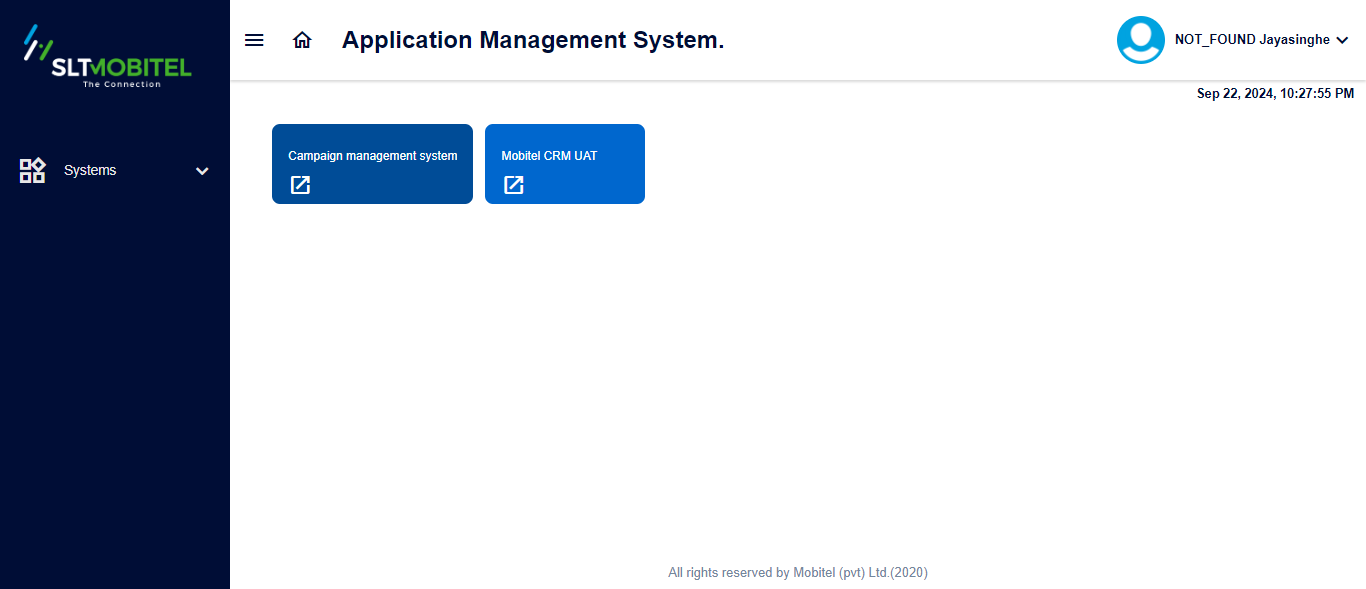 SLTMOBITEL
The Connection
Application Management System.
NOT_FOUND Jayasinghe
Sep 22, 2024, 10:27:55 PM
Systems
Campaign management system
Mobitel CRM UAT
All rights reserved by Mobitel (pvt) Ltd.(2020)